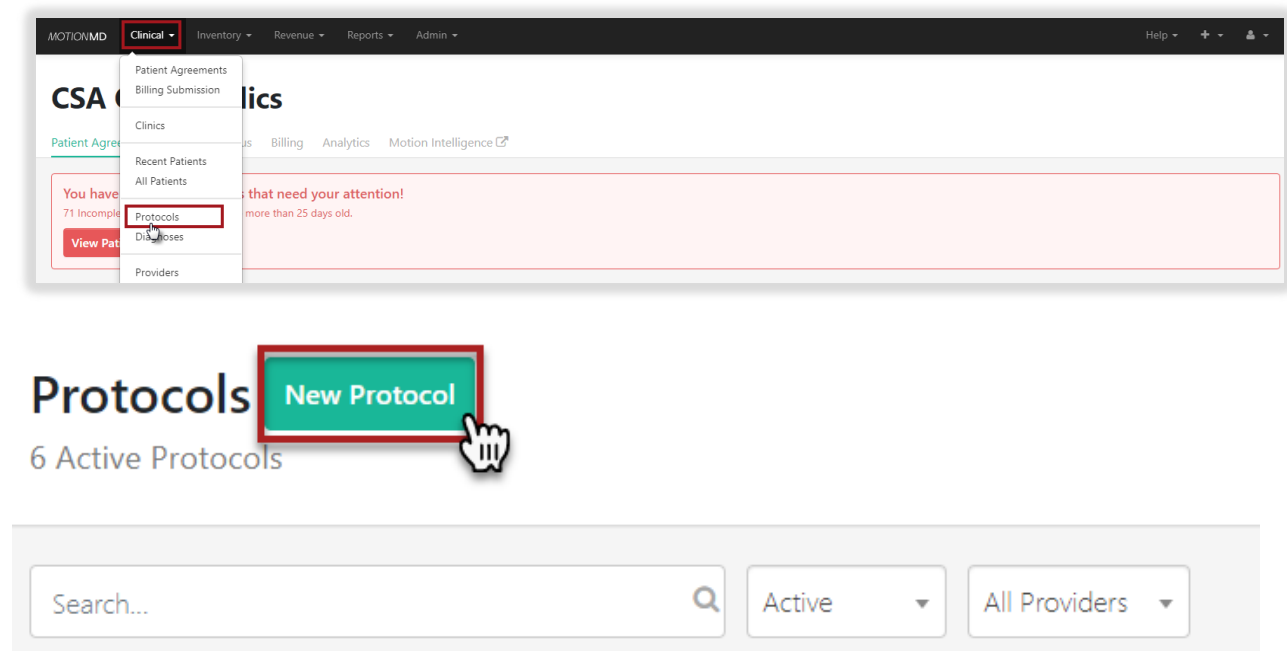 MOTIONMD Clinical Inventory Revenue Reports Admin Help
Patient Agreements
Billing Submission
CSA lics
Clinics
Patient Agre us Billing Analytics Motion Intelligence
Recent Patients
All Patients
You have s that need your attention!
71 Incomple more than 25 days old.
Protocols
View Pat
Diagnoses
Providers
Protocols New Protocol
6 Active Protocols
Search... Active All Providers